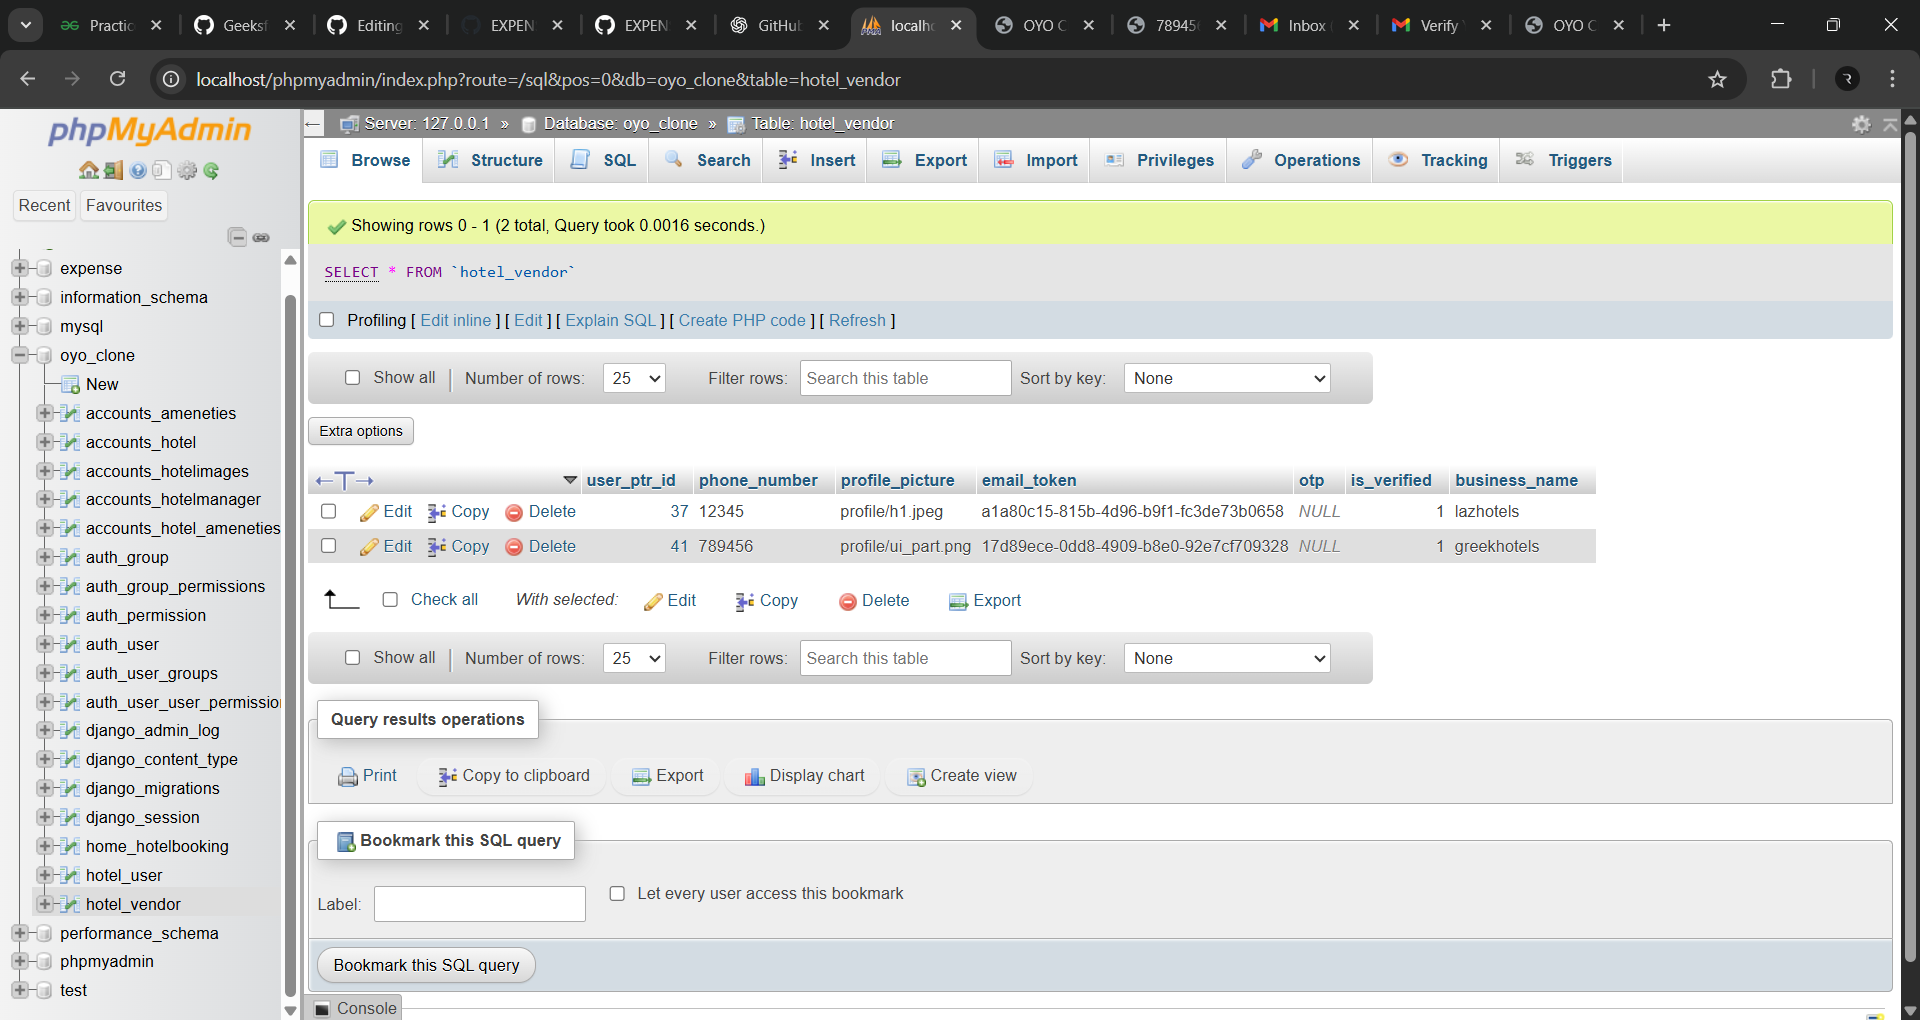 Practic
Geeksf
Editing
EXPEN
EXPEN
GitHub
localho
OYO C
78945
Inbox
Verify
OYO C
localhost/phpmyadmin/index.php?route=/sql&pos=0&db=oyo_clone&table=hotel_vendor
phpMyAdmin
Recent Favourites
expense
information_schema
mysql
oyo_clone
New
accounts_ameneties
accounts_hotel
accounts_hotelimages
accounts_hotelmanager
accounts_hotel_ameneties
auth_group
auth_group_permissions
auth_permission
auth_user
auth_user_groups
auth_user_user_permission
django_admin_log
django_content_type
django_migrations
django_session
home_hotelbooking
hotel_user
hotel_vendor
performance_schema
phpmyadmin
test
Server: 127.0.0.1 » Database: oyo_clone » Table: hotel_vendor
Browse Structure SQL Search Insert Export Import Privileges Operations Tracking Triggers
Showing rows 0 - 1 (2 total, Query took 0.0016 seconds.)
SELECT * FROM `hotel_vendor`
Profiling [ Edit inline ] [ Edit ] [ Explain SQL ] [ Create PHP code ] [ Refresh ]
Show all | Number of rows: 25 Filter rows: Search this table Sort by key: None
Extra options
user_ptr_id phone_number profile_picture email_token otp is_verified business_name
Edit Copy Delete 37 12345 profile/h1.jpeg a1a80c15-815b-4d96-b9f1-fc3de73b0658 NULL 1 lazhotels
Edit Copy Delete 41 789456 profile/ui_part.png 17d89ece-0dd8-4909-b8e0-92e7cf709328 NULL 1 greekhotels
Check all With selected: Edit Copy Delete Export
Show all | Number of rows: 25 Filter rows: Search this table Sort by key: None
Query results operations
Print Copy to clipboard Export Display chart Create view
Bookmark this SQL query
Label: Let every user access this bookmark
Bookmark this SQL query
Console